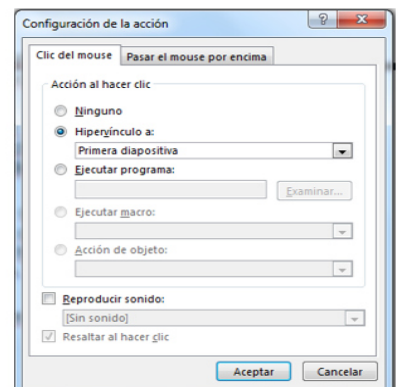 Configuración de la acción
Clic del mouse Pasar el mouse por encima
Acción al hacer clic
Ninguno
Hipervínculo a:
Primera diapositiva
Ejecutar programa:
Examinar...
Ejecutar macro:
Acción de objeto:
Reproducir sonido:
[Sin sonido]
Resaltar al hacer clic
Aceptar Cancelar